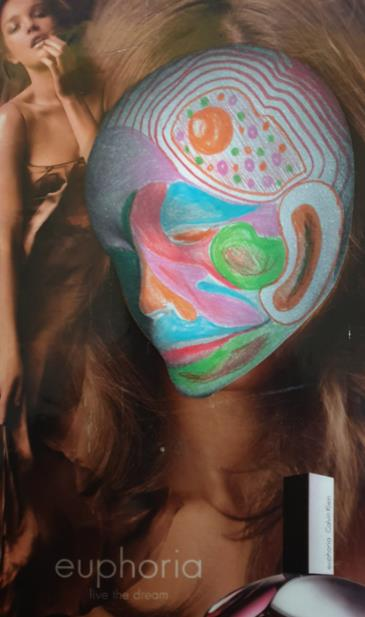 euphoria Calvin Klein
euphoria
live the dream